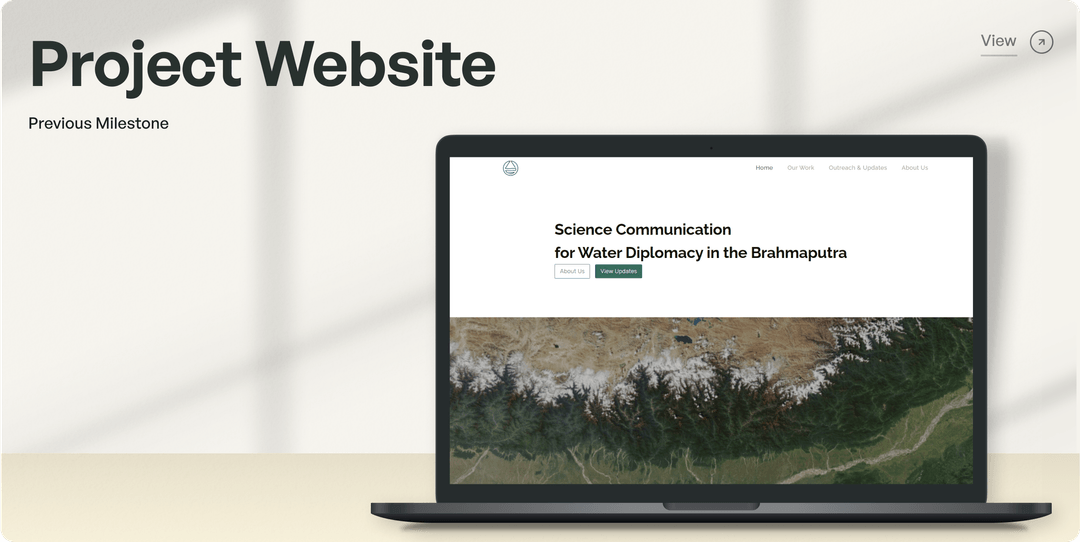 Project Website
View
Previous Milestone
Home Our Work Outreach & Updates About Us
Science Communication
for Water Diplomacy in the Brahmaputra
About Us View Updates